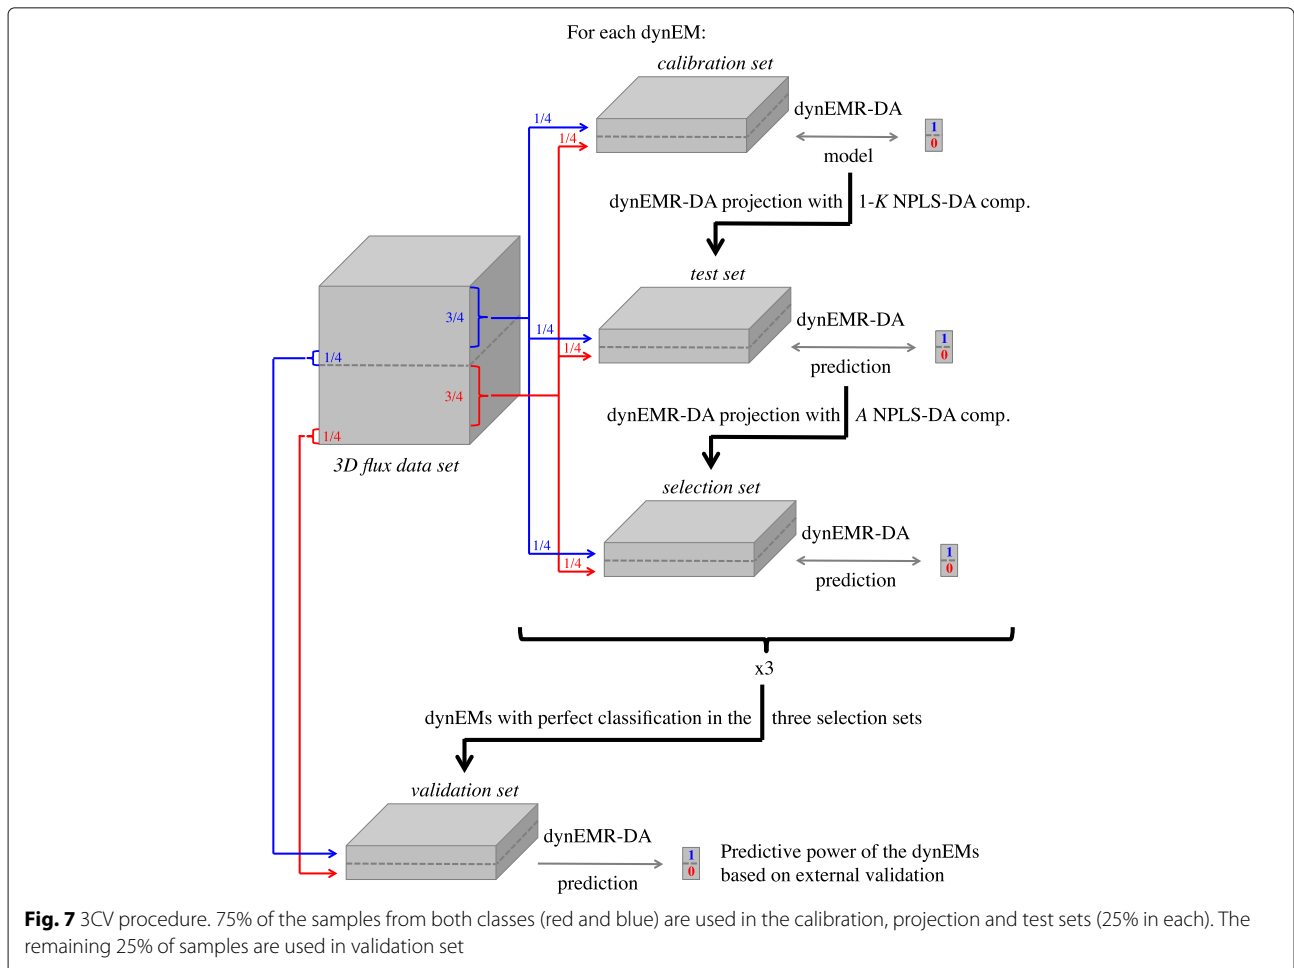 For each dynEM:
calibration set
1/4
1/4
dynEMR-DA
1
0
model
dynEMR-DA projection with 1-K NPLS-DA comp.
test set
3/4
1/4
1/4
dynEMR-DA
1
0
prediction
1/4
3/4
dynEMR-DA projection with A NPLS-DA comp.
1/4
3D flux data set
selection set
1/4
1/4
dynEMR-DA
1
0
prediction
x3
dynEMs with perfect classification in the three selection sets
validation set
dynEMR-DA
1
0
prediction
Predictive power of the dynEMs
based on external validation
Fig. 7 3CV procedure. 75% of the samples from both classes (red and blue) are used in the calibration, projection and test sets (25% in each). The
remaining 25% of samples are used in validation set